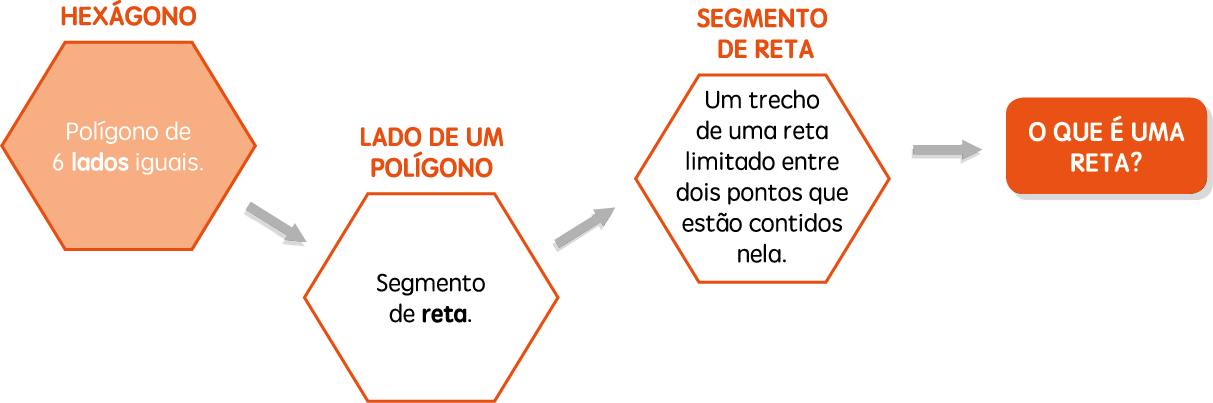 HEXÁGONO
Polígono de
6 lados iguais.
LADO DE UM
POLÍGONO
Segmento
de reta.
SEGMENTO
DE RETA
Um trecho
de uma reta
limitado entre
dois pontos que
estão contidos
nela.
O QUE É UMA
RETA?